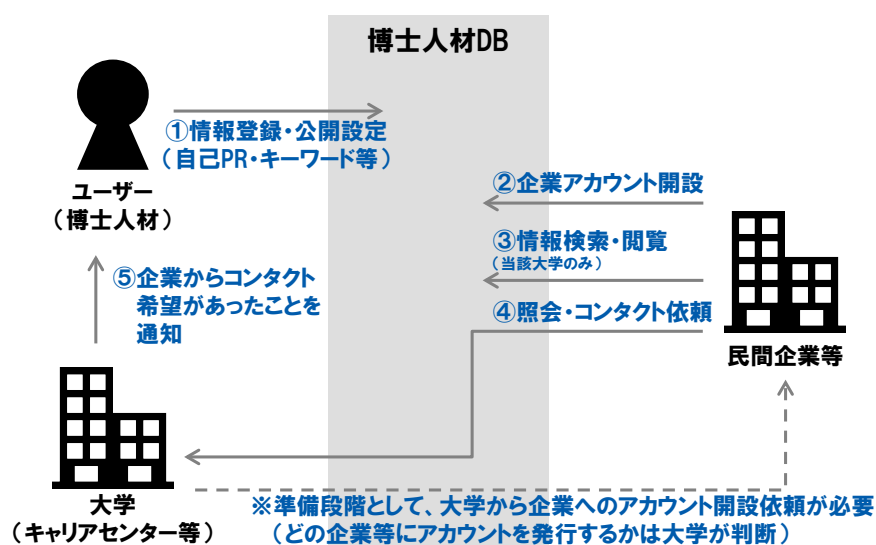 博士人材DB
①情報登録・公開設定
（自己PR・キーワード等）
ユーザー
（博士人材）
②企業アカウント開設
③情報検索・閲覧
（当該大学のみ）
④照会・コンタクト依頼
民間企業等
⑤企業からコンタクト
希望があったことを
通知
大学
（キャリアセンター等）
※準備段階として、大学から企業へのアカウント開設依頼が必要
（どの企業等にアカウントを発行するかは大学が判断）